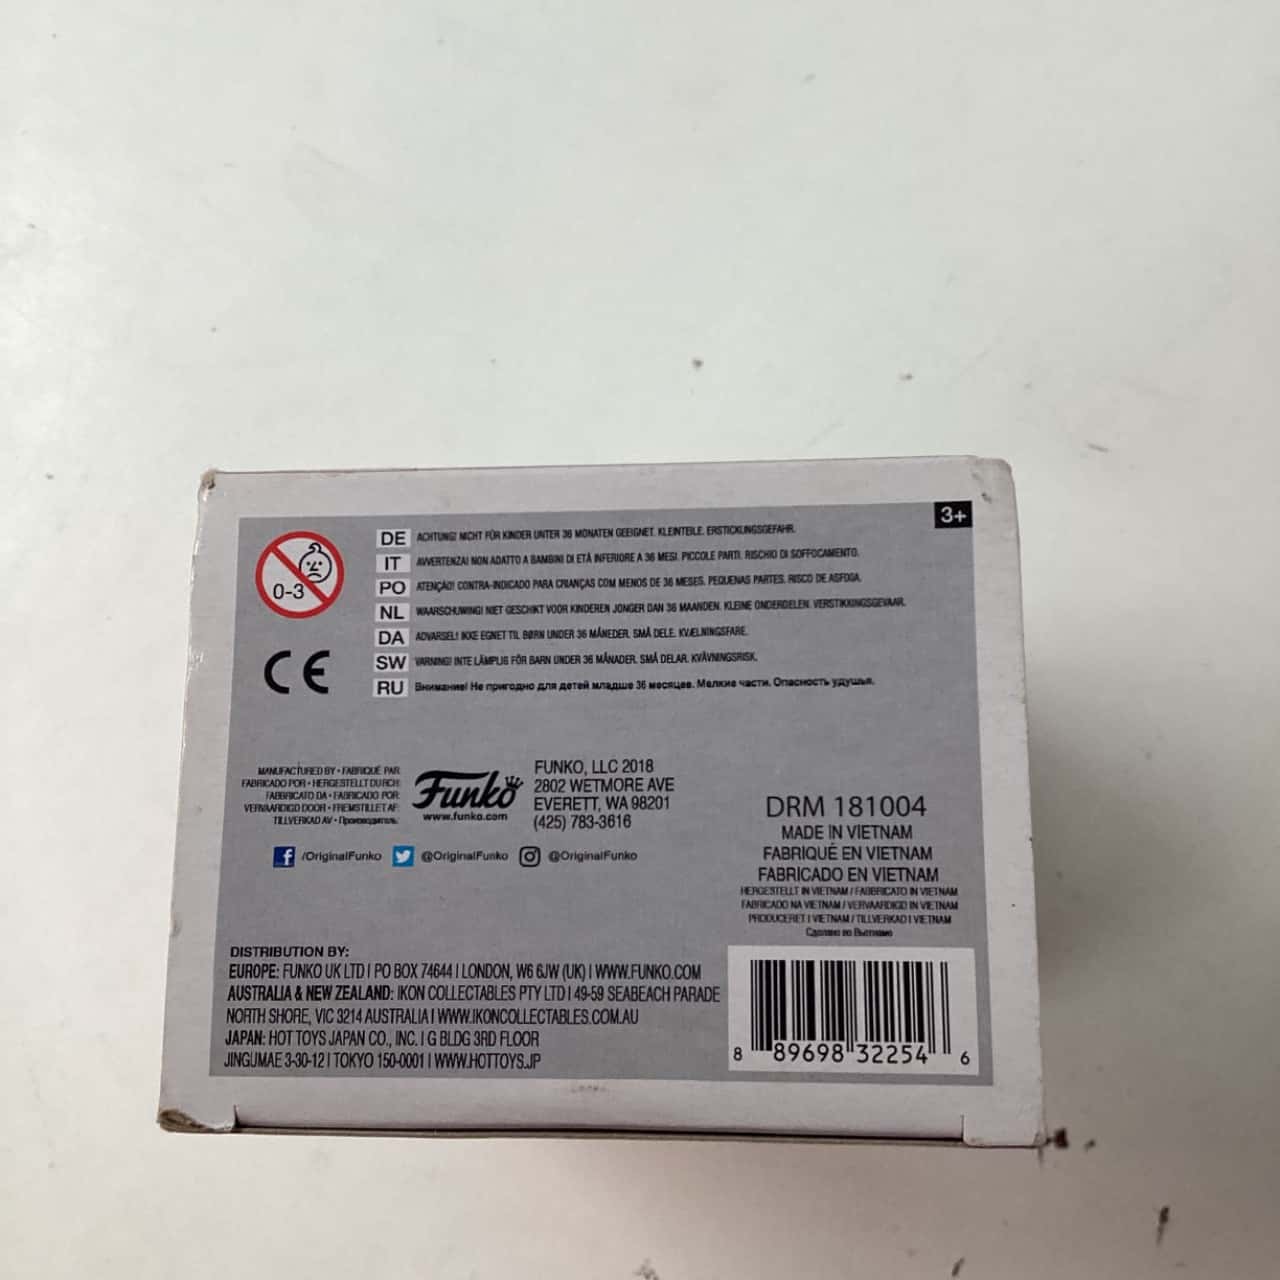 3+
0-3
DE ACHTUNG! NICHT FÜR KINDER UNTER 36 MONATEN GEEIGNET. KLEINTEILE. ERSTICKUNGSGEFAHR.
IT AVVERTENZA! NON ADATTO A BAMBINI DI ETÀ INFERIORE A 36 MESI. PICCOLE PARTI. RISCHIO DI SOFFOCAMENTO.
PO ATENÇÃO! CONTRA-INDICADO PARA CRIANÇAS COM MENOS DE 36 MESES. PEQUENAS PARTES. RISCO DE ASFIXIA.
NL WAARSCHUWING! NIET GESCHIKT VOOR KINDEREN JONGER DAN 36 MAANDEN. KLEINE ONDERDELEN. VERSTIKKINGSGEVAAR.
DA ADVARSEL! IKKE EGNET TIL BØRN UNDER 36 MÅNEDER. SMÅ DELE. KVÆLNINGSFARE.
SW VARNING! INTE LÄMPLIG FÖR BARN UNDER 36 MÅNADER. SMÅ DELAR. KVÄVNINGSRISK.
RU Внимание! Не пригодно для детей младше 36 месяцев. Мелкие части. Опасность удушья.
CE
MANUFACTURED BY • FABRIQUÉ PAR
FABRICADO POR • HERGESTELLT DURCH
FABBRICATO DA • FABRICADO POR
VERVAARDIGD DOOR • FREMSTILLET AF:
TILLVERKAD AV • Производитель:
Funko
www.funko.com
FUNKO, LLC 2018
2802 WETMORE AVE
EVERETT, WA 98201
(425) 783-3616
/OriginalFunko @OriginalFunko @OriginalFunko
DRM 181004
MADE IN VIETNAM
FABRIQUÉ EN VIETNAM
FABRICADO EN VIETNAM
HERGESTELLT IN VIETNAM / FABBRICATO IN VIETNAM
FABRICADO NA VIETNAM / VERVAARDIGD IN VIETNAM
PRODUCERET I VIETNAM / TILLVERKAD I VIETNAM
Сделано во Вьетнаме
DISTRIBUTION BY:
EUROPE: FUNKO UK LTD I PO BOX 74644 I LONDON, W6 6JW (UK) I WWW.FUNKO.COM
AUSTRALIA & NEW ZEALAND: IKON COLLECTABLES PTY LTD I 49-59 SEABEACH PARADE
NORTH SHORE, VIC 3214 AUSTRALIA I WWW.IKONCOLLECTABLES.COM.AU
JAPAN: HOT TOYS JAPAN CO., INC. I G BLDG 3RD FLOOR
JINGUMAE 3-30-12 I TOKYO 150-0001 I WWW.HOTTOYS.JP
8 89698 32254 6